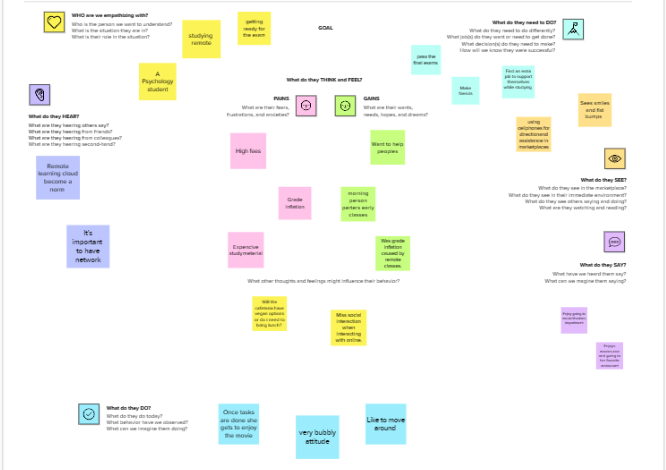 WHO are we empathizing with?
Who is the person we want to understand?
What is the situation they are in?
What is their role in the situation?
studying
remote
getting
ready for
the exam
GOAL
What do they need to DO?
What do they need to do differently?
What job(s) do they want or need to get done?
What decision(s) do they need to make?
How will we know they were successful?
A
Psychology
student
pass the
final exams
Make
friends
Find an extra
job to support
themselves
while studying
What do they HEAR?
What are they hearing others say?
What are they hearing from friends?
What are they hearing from colleagues?
What are they hearing second-hand?
Remote
learning cloud
become a
norm
It's
important
to have
network
What do they THINK and FEEL?
PAINS
What are their fears,
frustrations, and anxieties?
GAINS
What are their wants,
needs, hopes, and dreams?
High fees
Want to help
peoples
Grade
inflation
morning
person
perfers early
classes
Expencive
study material
Was grade
inflation
caused by
remote
classes.
What other thoughts and feelings might influence their behavior?
Will the
cafeteria have
vegan options
or do i need to
bring lunch?
Miss social
interaction
when
interacting
with online.
Sees smiles
and fist
bumps
using
cellphones for
direction and
assistance in
marketplaces
What do they SEE?
What do they see in the marketplace?
What do they see in their immediate environment?
What do they see others saying and doing?
What are they watching and reading?
What do they SAY?
What have we heard them say?
What can we imagine them saying?
Enjoy going to
department
Enjoys
and going to
restaurant
What do they DO?
What do they do today?
What behavior have we observed?
What can we imagine them doing?
Once tasks
are done she
gets to enjoy
the movie
very bubbly
attitude
Like to move
around